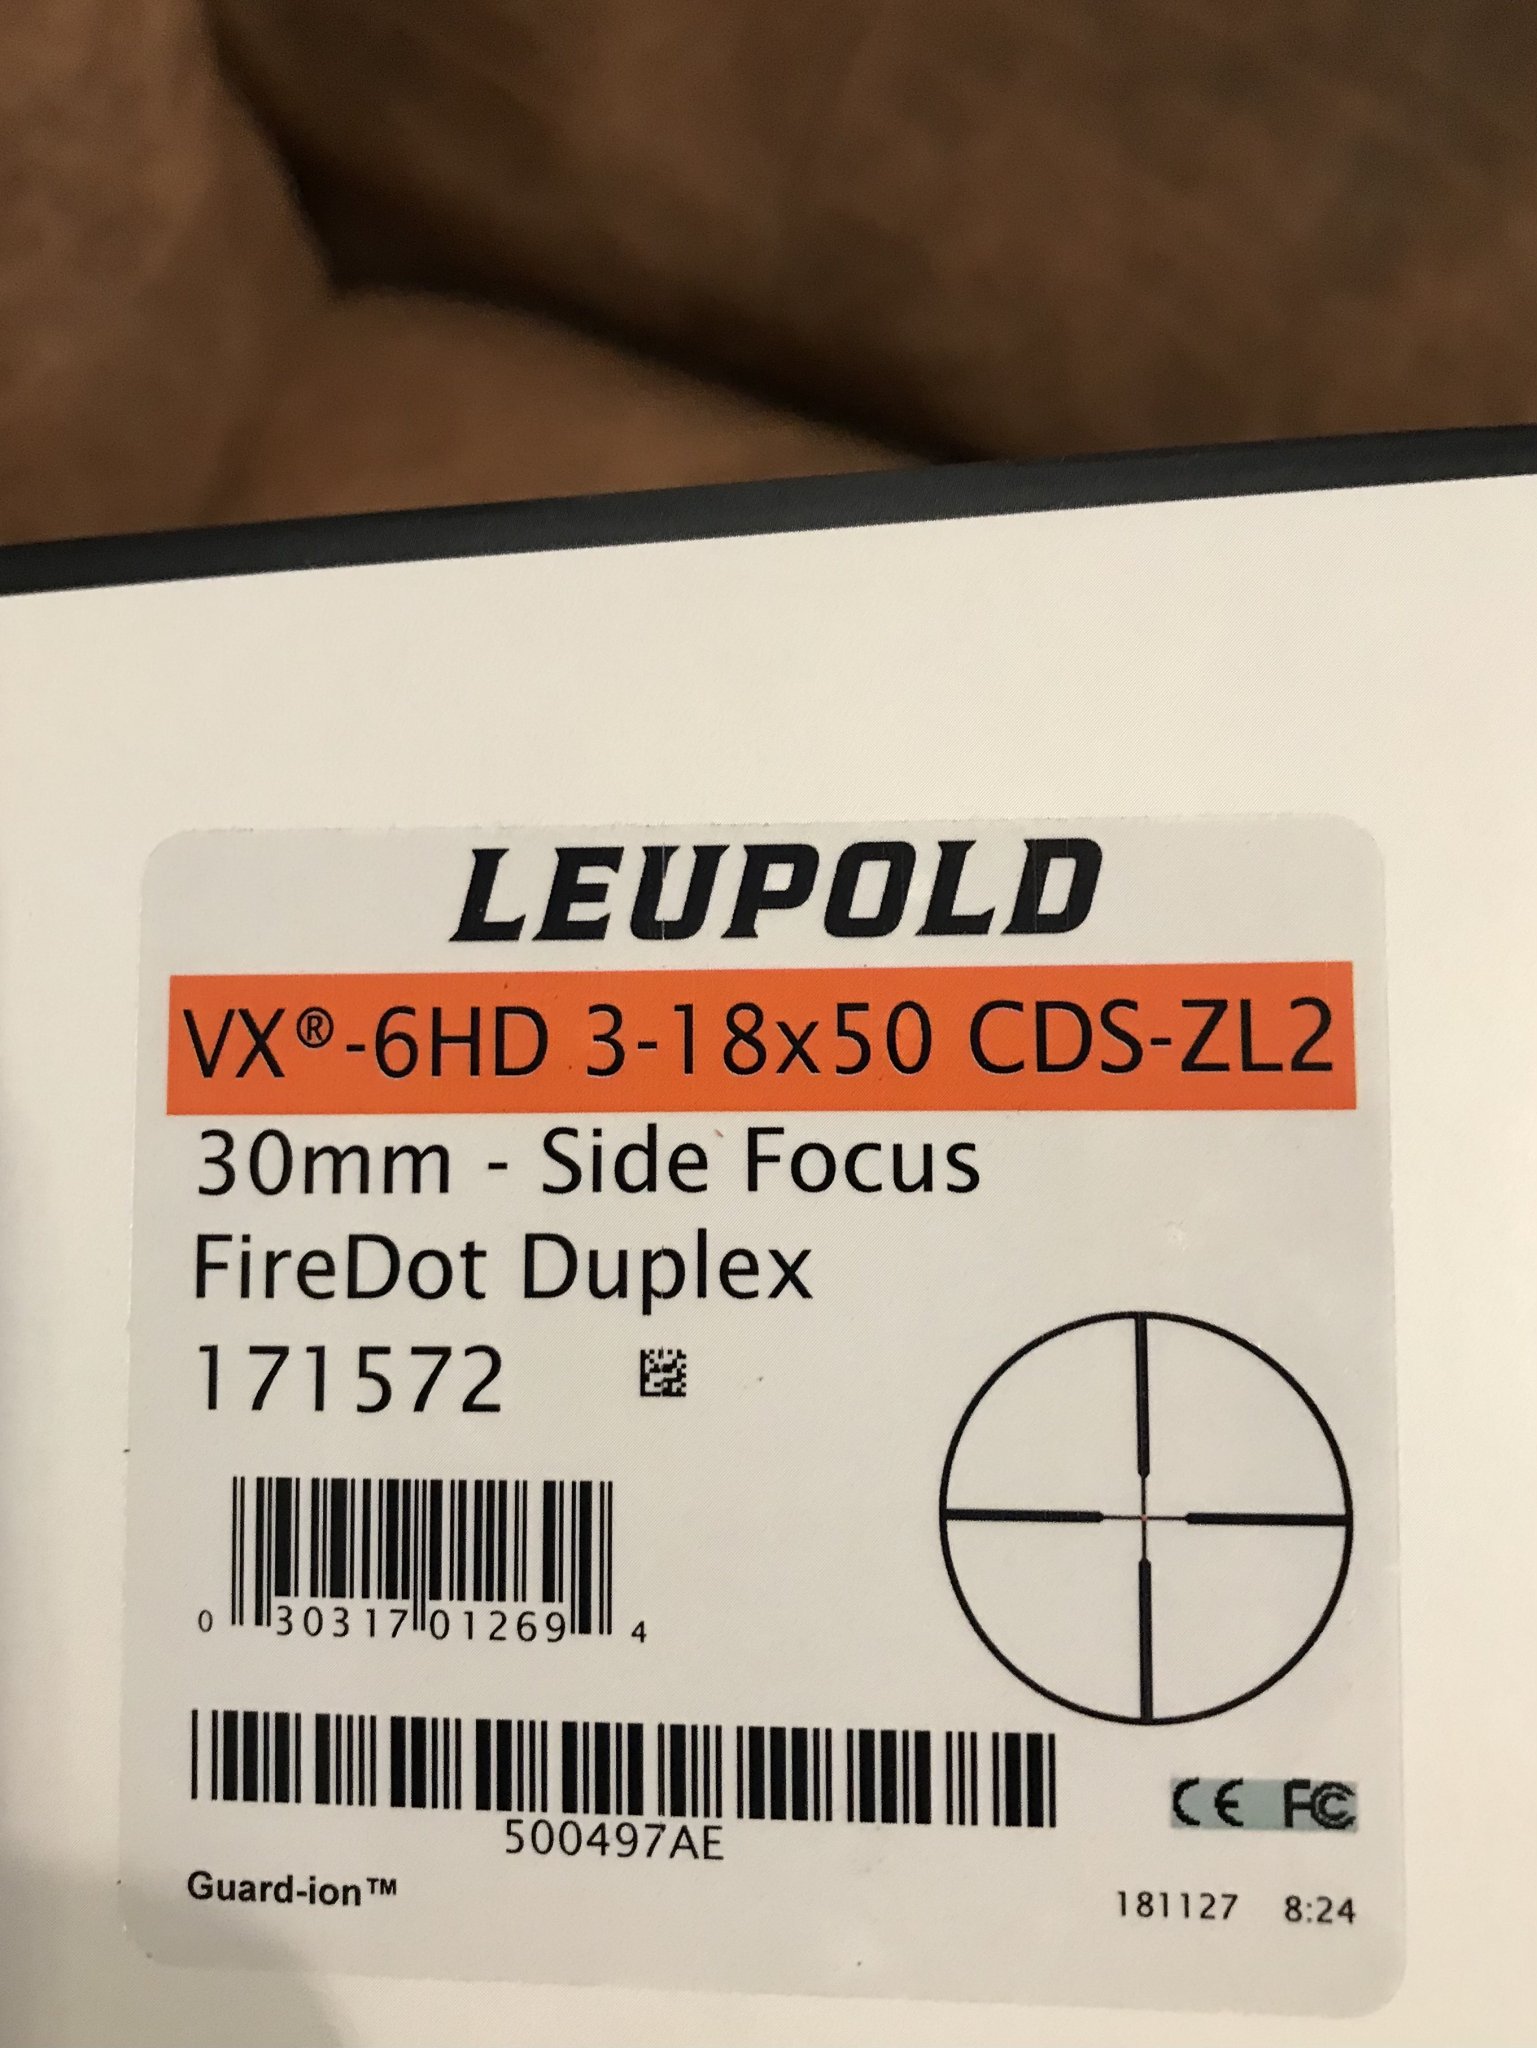 LEUPOLD
VX®-6HD 3-18x50 CDS-ZL2
30mm - Side Focus
FireDot Duplex
171572
0 30317 01269 4
500497AE
CE FC
Guard-ion™
181127 8:24